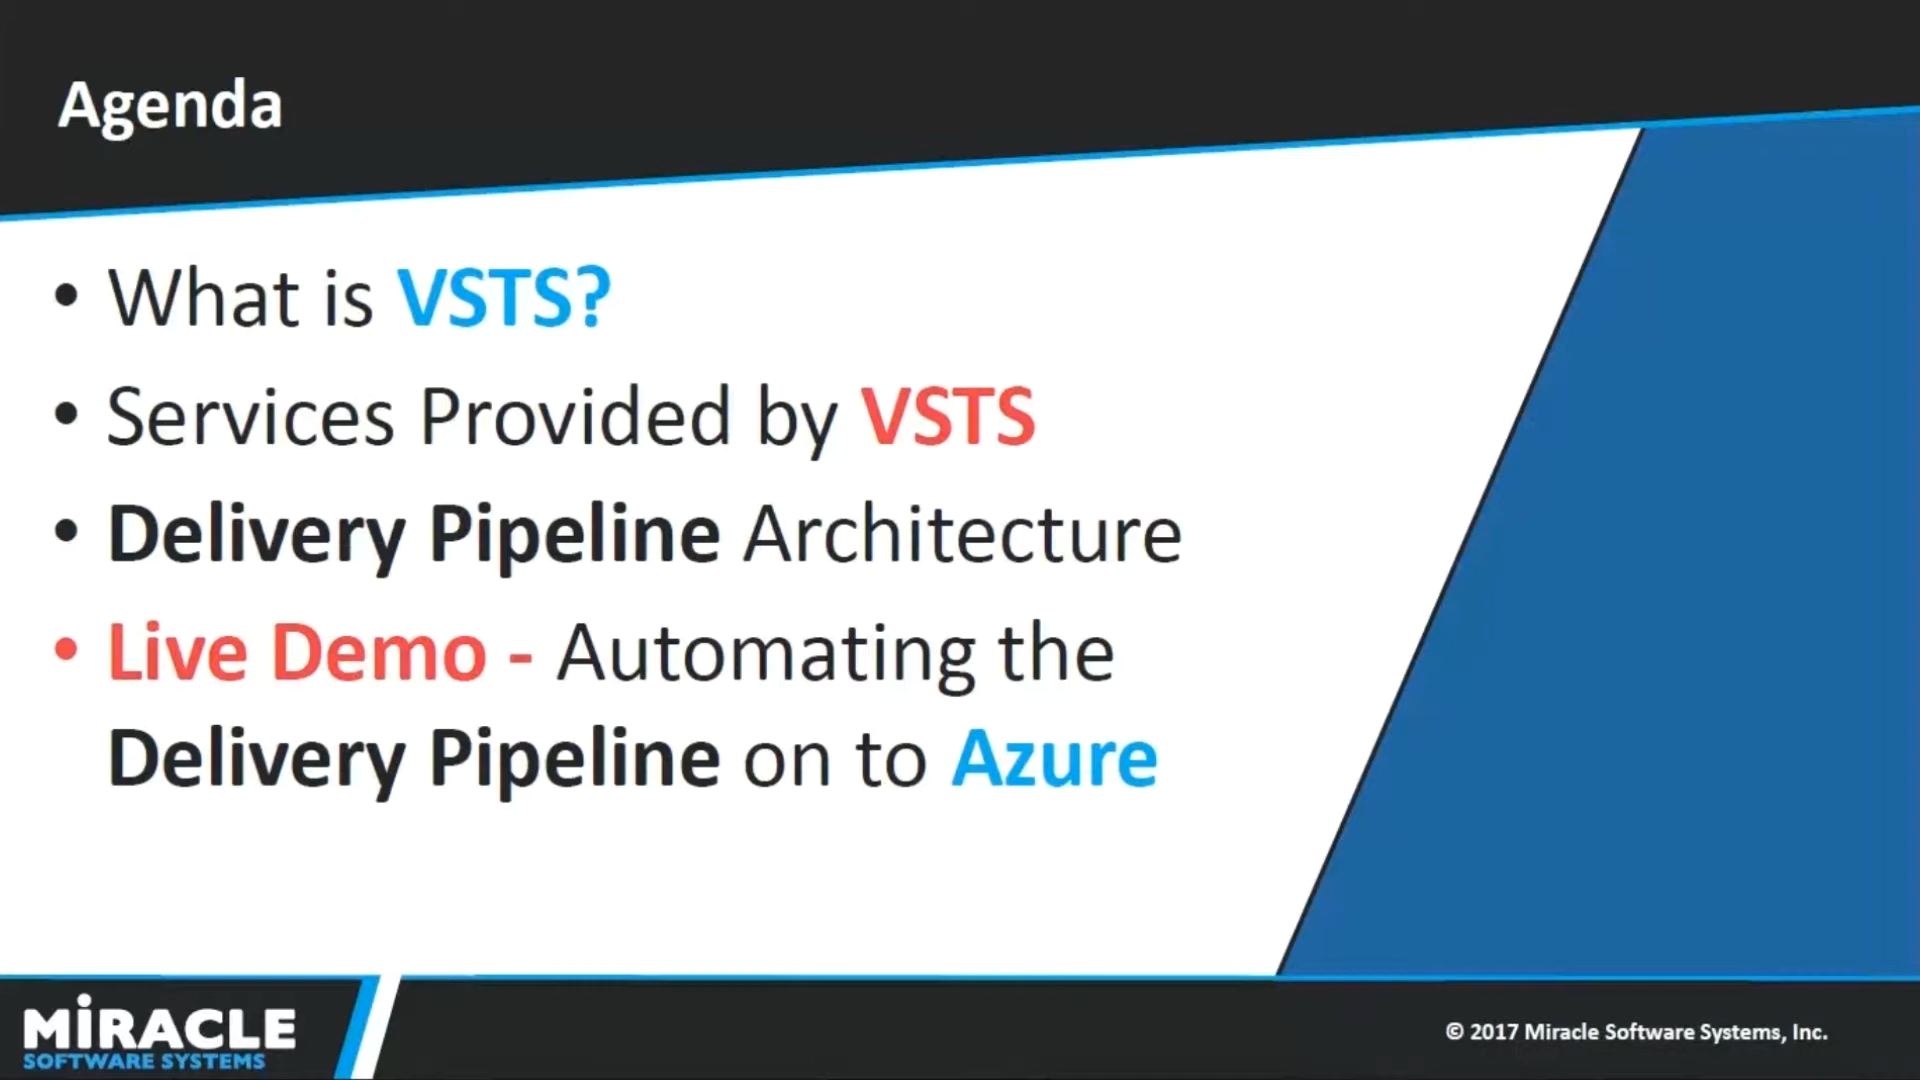 Agenda
• What is VSTS?
• Services Provided by VSTS
• Delivery Pipeline Architecture
• Live Demo - Automating the
Delivery Pipeline on to Azure
MiRACLE
SOFTWARE SYSTEMS
© 2017 Miracle Software Systems, Inc.